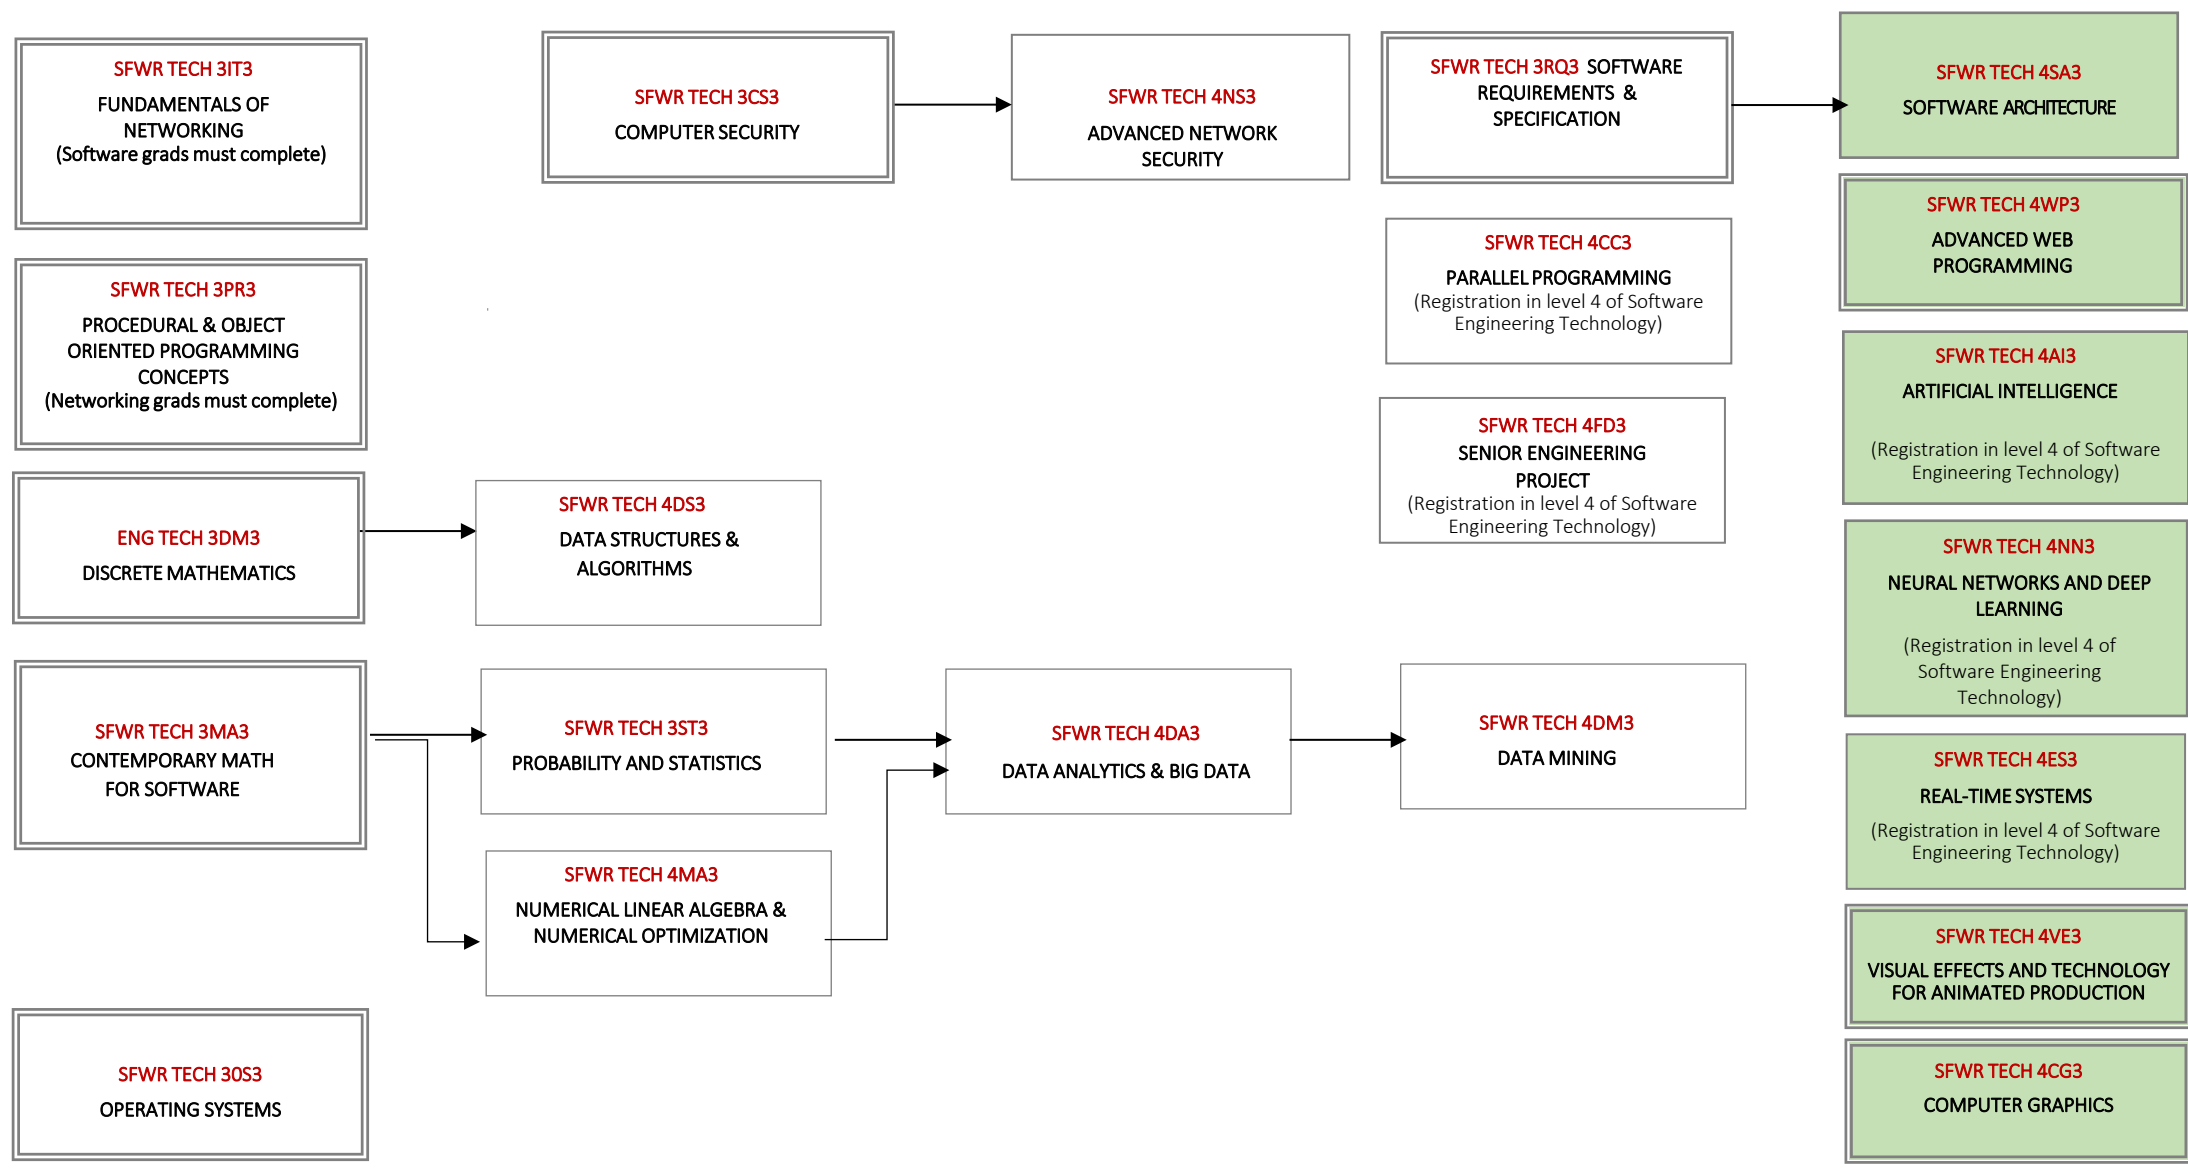 SFWR TECH 3IT3
FUNDAMENTALS OF
NETWORKING
(Software grads must complete)
SFWR TECH 3PR3
PROCEDURAL & OBJECT
ORIENTED PROGRAMMING
CONCEPTS
(Networking grads must complete)
ENG TECH 3DM3
DISCRETE MATHEMATICS
SFWR TECH 4DS3
DATA STRUCTURES &
ALGORITHMS
SFWR TECH 3MA3
CONTEMPORARY MATH
FOR SOFTWARE
SFWR TECH 3ST3
PROBABILITY AND STATISTICS
SFWR TECH 4MA3
NUMERICAL LINEAR ALGEBRA &
NUMERICAL OPTIMIZATION
SFWR TECH 4DA3
DATA ANALYTICS & BIG DATA
SFWR TECH 4DM3
DATA MINING
SFWR TECH 30S3
OPERATING SYSTEMS
SFWR TECH 3CS3
COMPUTER SECURITY
SFWR TECH 4NS3
ADVANCED NETWORK
SECURITY
SFWR TECH 3RQ3 SOFTWARE
REQUIREMENTS &
SPECIFICATION
SFWR TECH 4CC3
PARALLEL PROGRAMMING
(Registration in level 4 of Software
Engineering Technology)
SFWR TECH 4FD3
SENIOR ENGINEERING
PROJECT
(Registration in level 4 of Software
Engineering Technology)
SFWR TECH 4SA3
SOFTWARE ARCHITECTURE
SFWR TECH 4WP3
ADVANCED WEB
PROGRAMMING
SFWR TECH 4AI3
ARTIFICIAL INTELLIGENCE
(Registration in level 4 of Software
Engineering Technology)
SFWR TECH 4NN3
NEURAL NETWORKS AND DEEP
LEARNING
(Registration in level 4 of
Software Engineering
Technology)
SFWR TECH 4ES3
REAL-TIME SYSTEMS
(Registration in level 4 of Software
Engineering Technology)
SFWR TECH 4VE3
VISUAL EFFECTS AND TECHNOLOGY
FOR ANIMATED PRODUCTION
SFWR TECH 4CG3
COMPUTER GRAPHICS